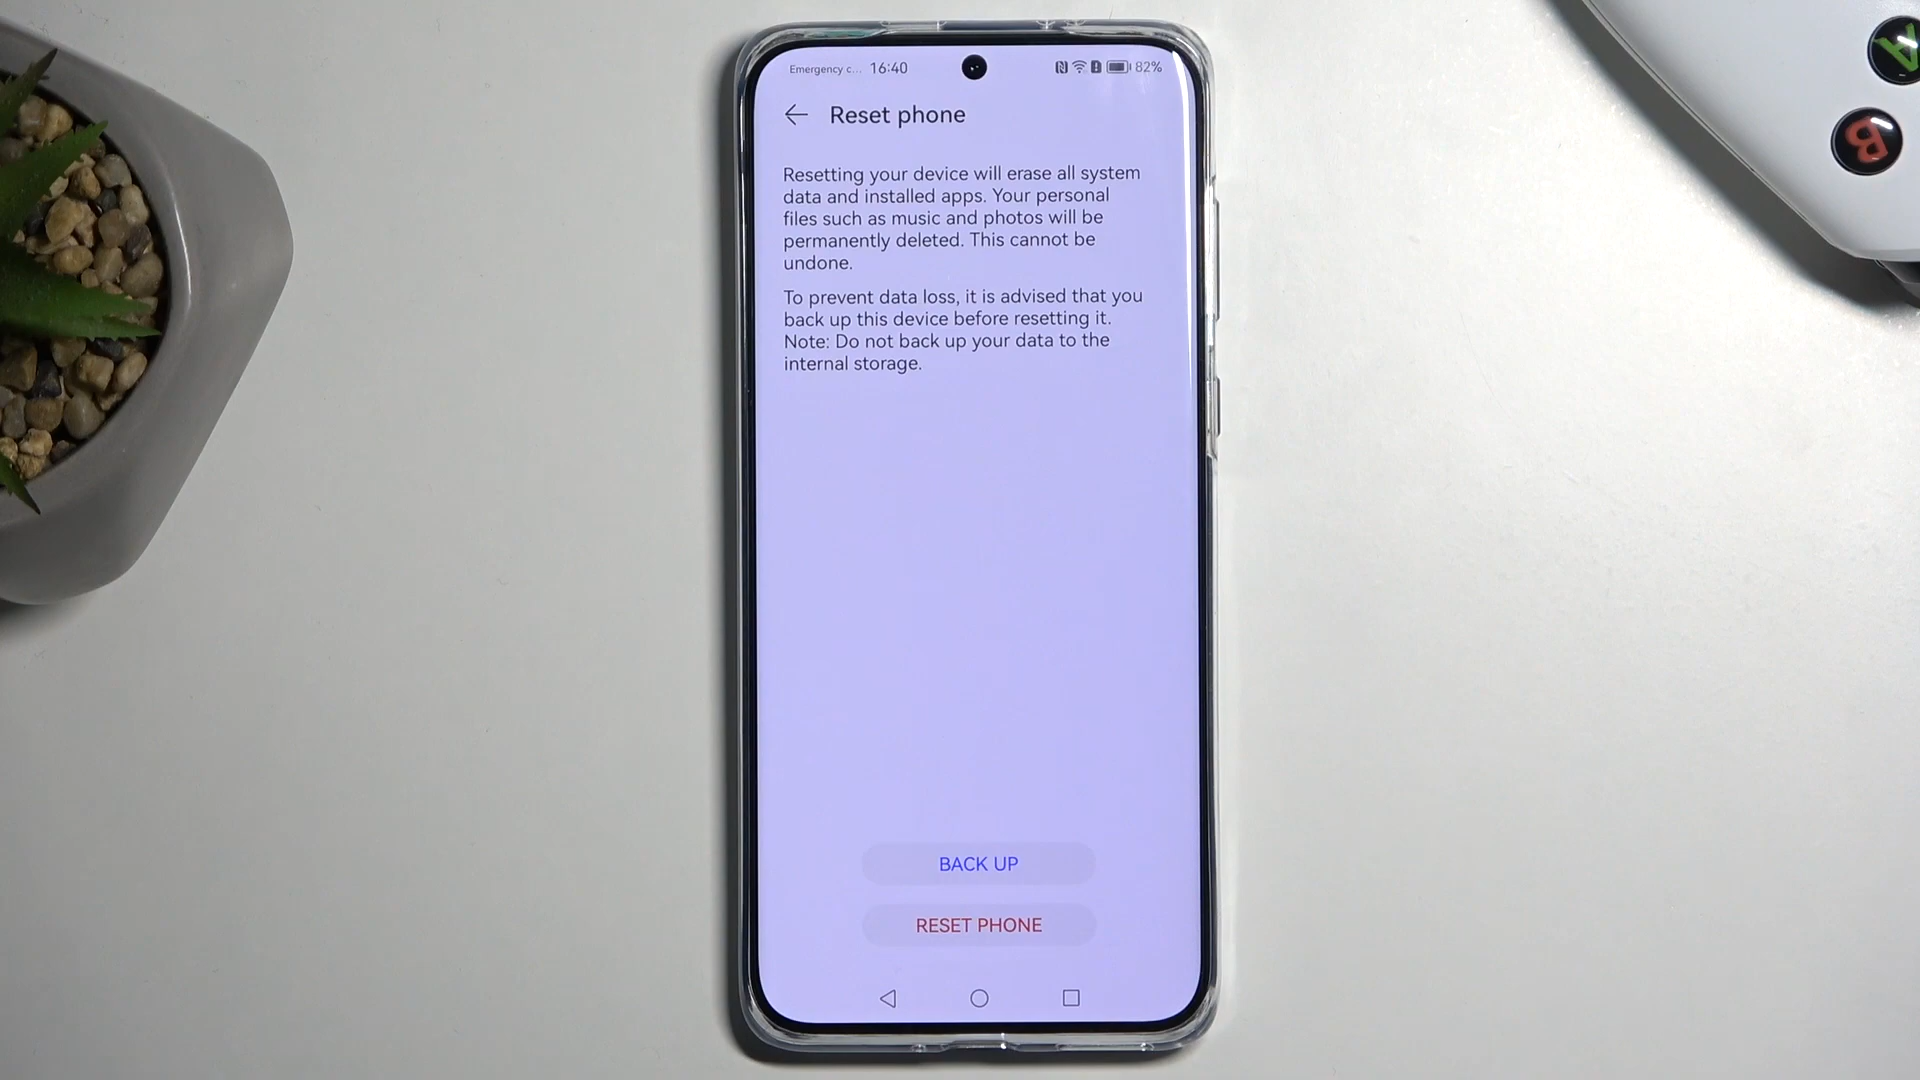 Emergency c... 16:40 82%
Reset phone
Resetting your device will erase all system
data and installed apps. Your personal
files such as music and photos will be
permanently deleted. This cannot be
undone.
To prevent data loss, it is advised that you
back up this device before resetting it.
Note: Do not back up your data to the
internal storage.
BACK UP
RESET PHONE
A
B